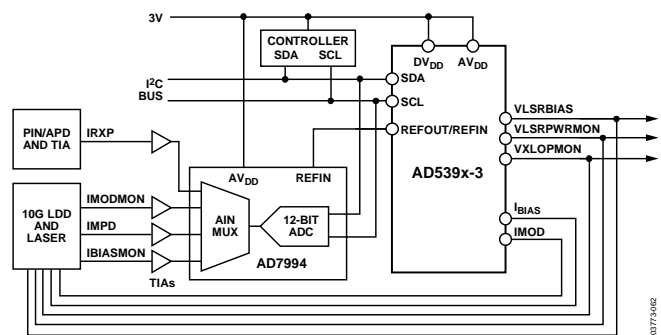 3V
CONTROLLER
SDA SCL
DVDD AVDD
I²C
BUS
SDA
SCL
REFOUT/REFIN
AD539x-3
VLSRBIAS
VLSRPWRMON
VXLOPMON
IBIAS
IMOD
PIN/APD
AND TIA
IRXP
AVDD REFIN
10G LDD
AND
LASER
IMODMON
IMPD
IBIASMON
TIAs
AIN
MUX
12-BIT
ADC
AD7994
03773-062